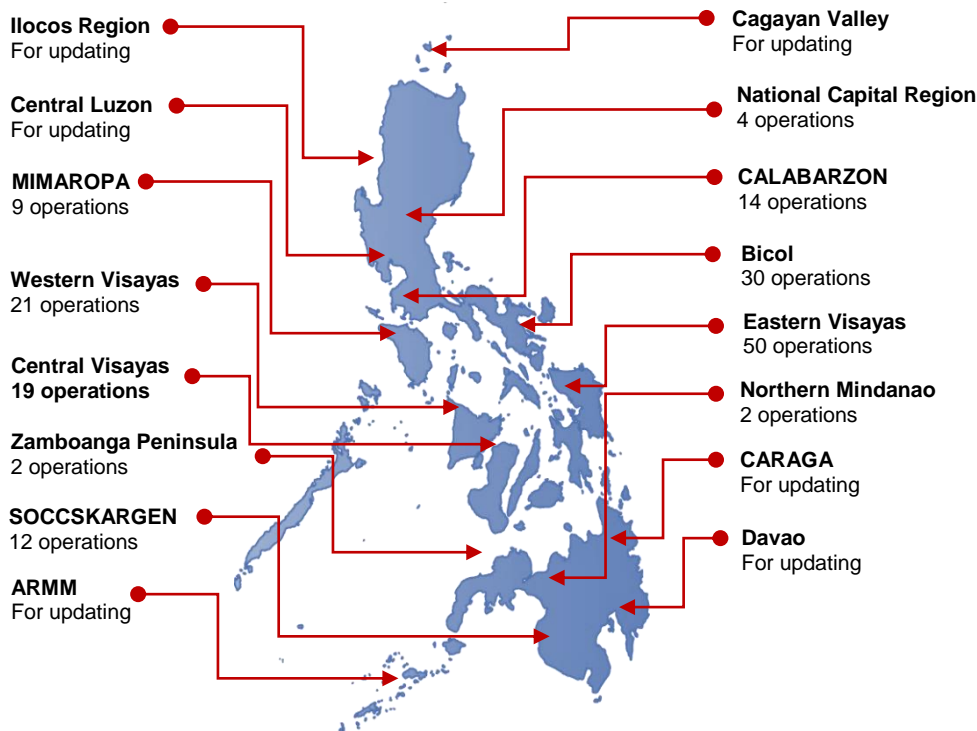 Ilocos Region
For updating
Central Luzon
For updating
MIMAROPA
9 operations
Western Visayas
21 operations
Central Visayas
19 operations
Zamboanga Peninsula
2 operations
SOCCSKARGEN
12 operations
ARMM
For updating
Cagayan Valley
For updating
National Capital Region
4 operations
CALABARZON
14 operations
Bicol
30 operations
Eastern Visayas
50 operations
Northern Mindanao
2 operations
CARAGA
For updating
Davao
For updating